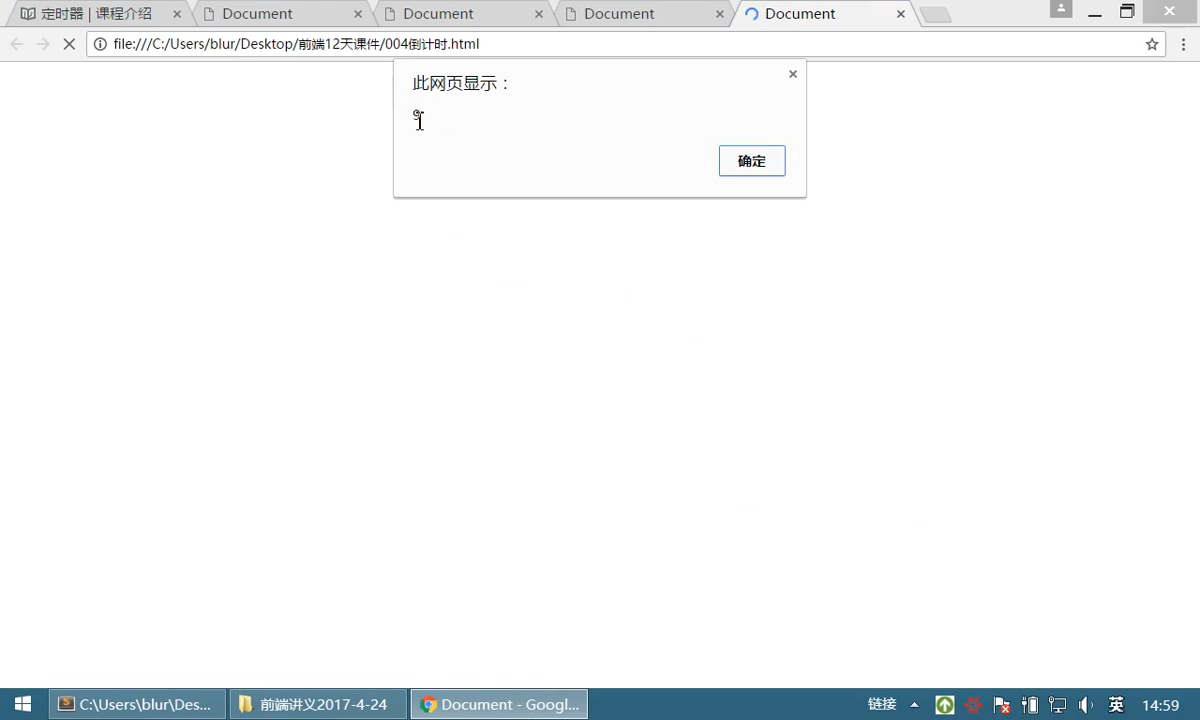 定时器 | 课程介绍
Document
Document
Document
Document
file:///C:/Users/blur/Desktop/前端12天课件/004倒计时.html
此网页显示：
确定
C:\Users\blur\Des...
前端讲义2017-4-24
Document - Googl...
链接
英
14:59